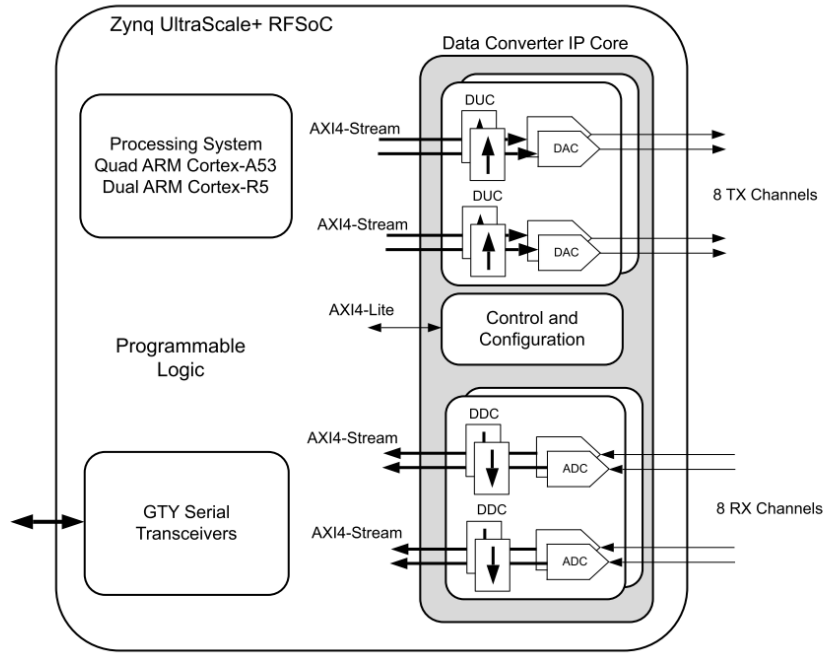 Zynq UltraScale+ RFSoC
Data Converter IP Core
Processing System
Quad ARM Cortex-A53
Dual ARM Cortex-R5
DUC
AXI4-Stream
DAC
DUC
AXI4-Stream
DAC
8 TX Channels
AXI4-Lite
Control and
Configuration
Programmable
Logic
DDC
AXI4-Stream
ADC
DDC
AXI4-Stream
ADC
8 RX Channels
GTY Serial
Transceivers